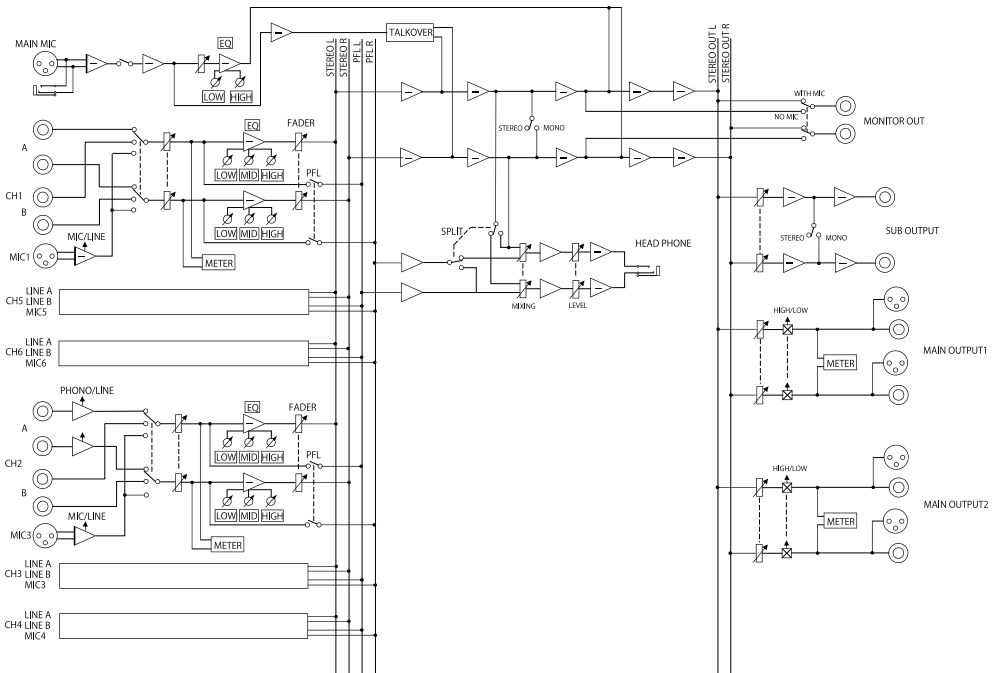 MAIN MIC
EQ
LOW HIGH
TALKOVER
STEREO L
STEREO R
PFL L
PFL R
STEREO OUT L
STEREO OUT R
WITH MIC
NO MIC
MONITOR OUT
STEREO MONO
A
CH1
B
MIC/LINE
MIC1
EQ
FADER
LOW MID HIGH
PFL
LOW MID HIGH
METER
SPLIT
HEAD PHONE
MIXING
LEVEL
SUB OUTPUT
STEREO MONO
LINE A
CH5 LINE B
MIC5
LINE A
CH6 LINE B
MIC6
HIGH/LOW
METER
MAIN OUTPUT1
PHONO/LINE
A
CH2
B
MIC/LINE
MIC3
EQ
FADER
LOW MID HIGH
PFL
LOW MID HIGH
METER
HIGH/LOW
METER
MAIN OUTPUT2
LINE A
CH3 LINE B
MIC3
LINE A
CH4 LINE B
MIC4